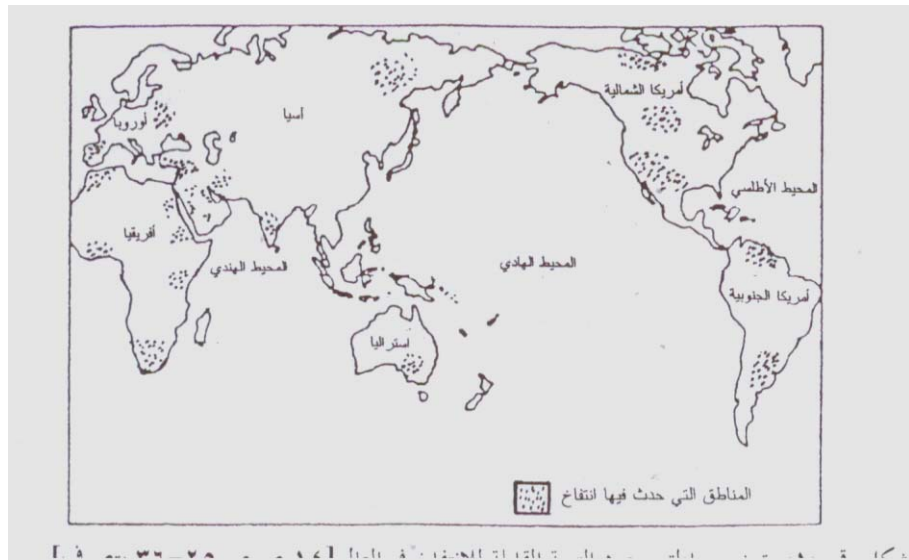 أمريكا الشمالية
أوروبا
آسيا
المحيط الأطلسي
أفريقيا
المحيط الهندي
المحيط الهادي
أمريكا الجنوبية
استراليا
المناطق التي حدث فيها انتفاخ